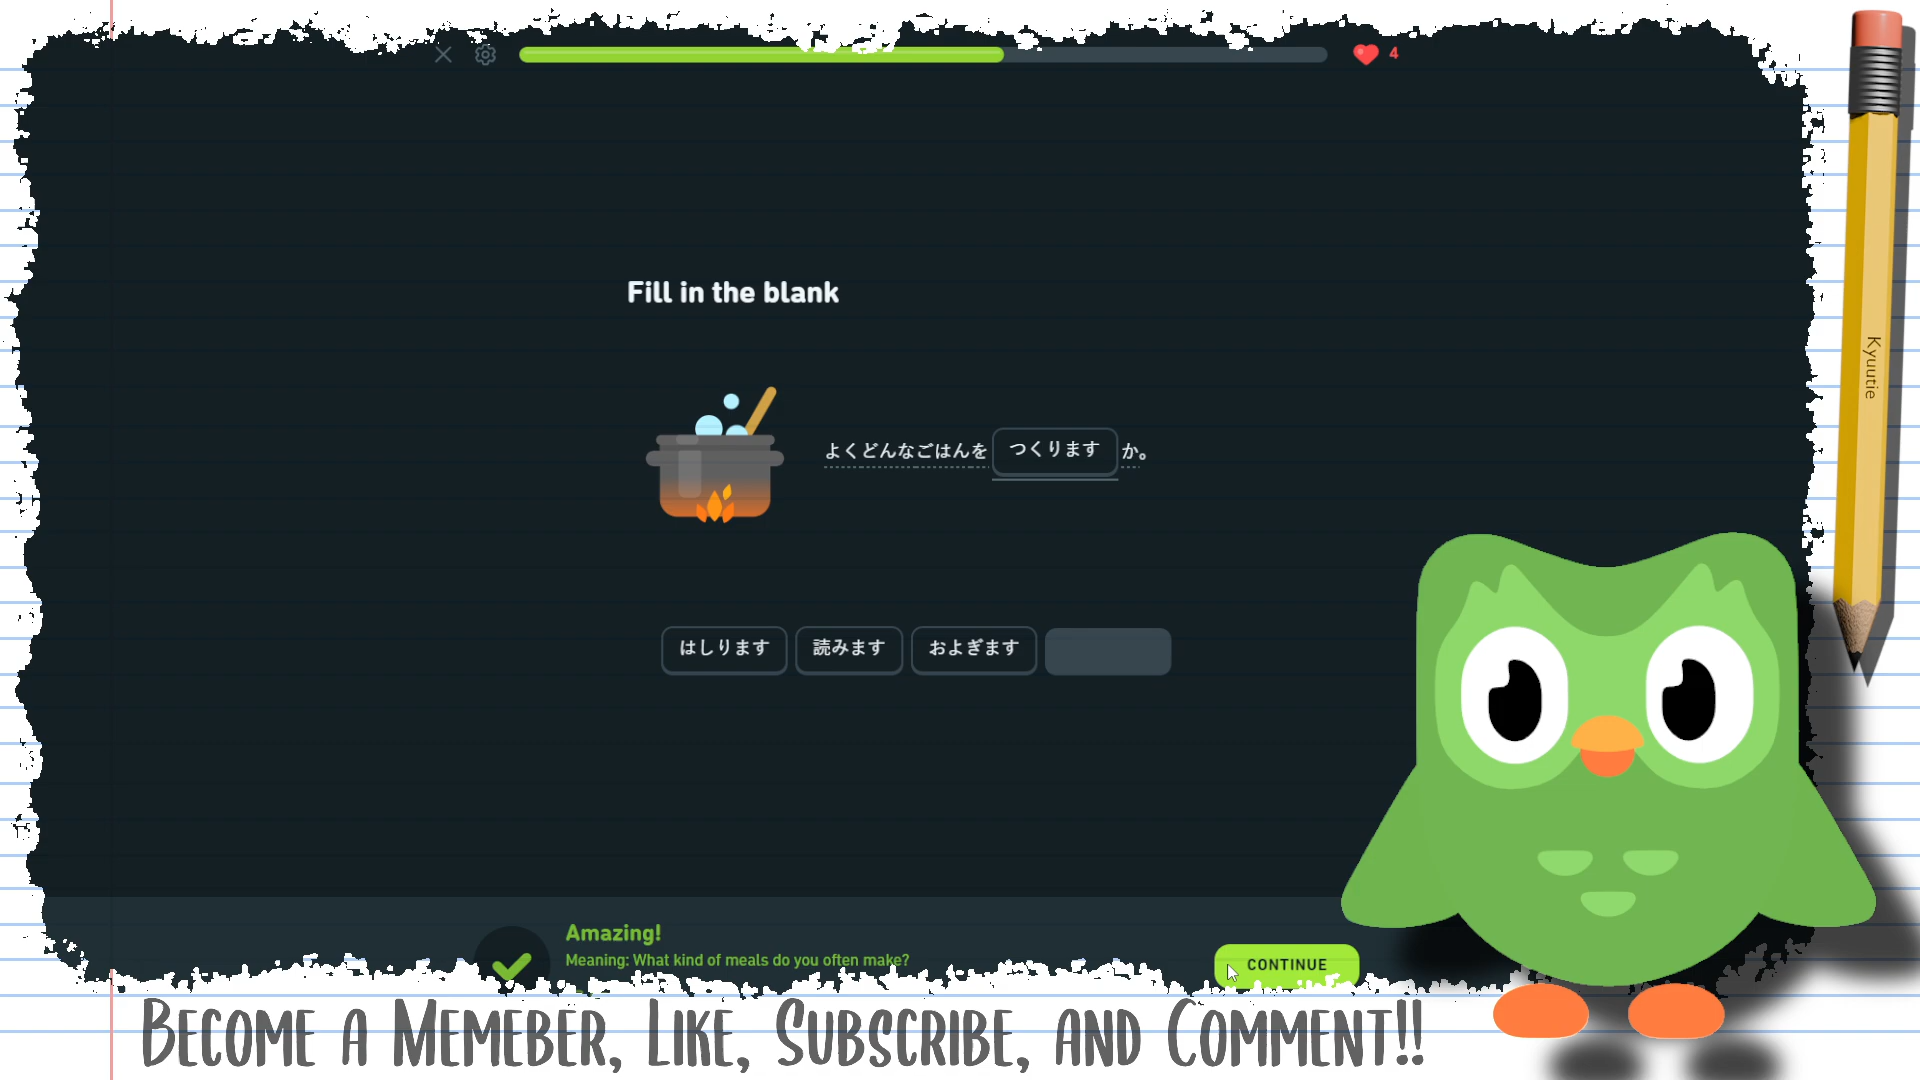 4
Fill in the blank
よくどんなごはんを つくります か。
はしります 読みます およぎます
Amazing!
Meaning: What kind of meals do you often make?
CONTINUE
Kyuutie
BECOME A MEMEBER, LIKE, SUBSCRIBE, AND COMMENT!!